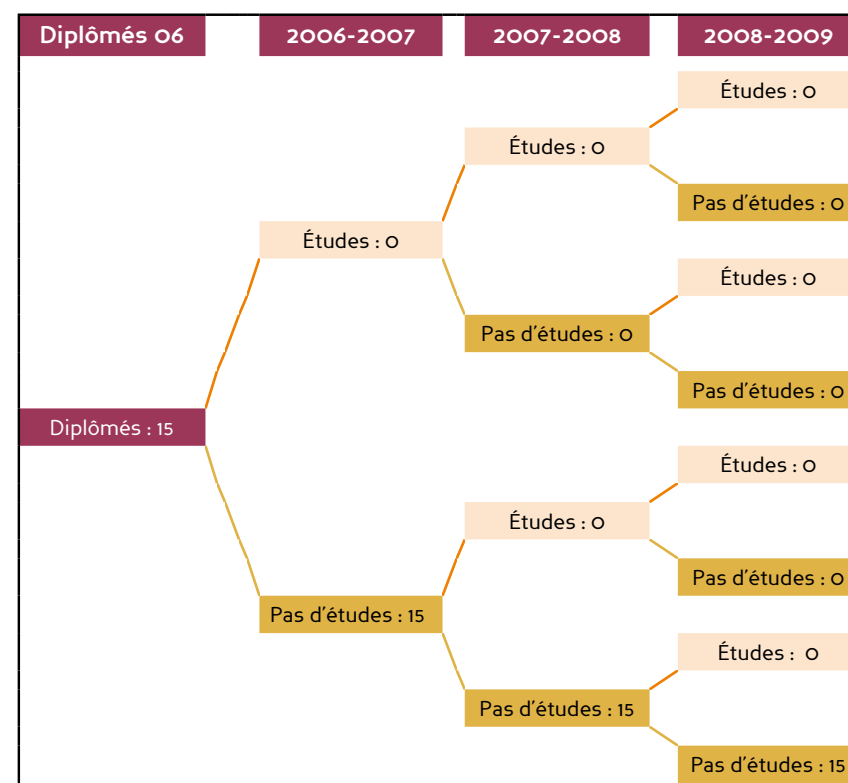 Diplômés 06
2006-2007
2007-2008
2008-2009
Études : 0
Études : 0
Pas d'études : 0
Études : 0
Études : 0
Pas d'études : 0
Pas d'études : 0
Diplômés : 15
Études : 0
Études : 0
Pas d'études : 0
Pas d'études : 15
Études : 0
Pas d'études : 15
Pas d'études : 15